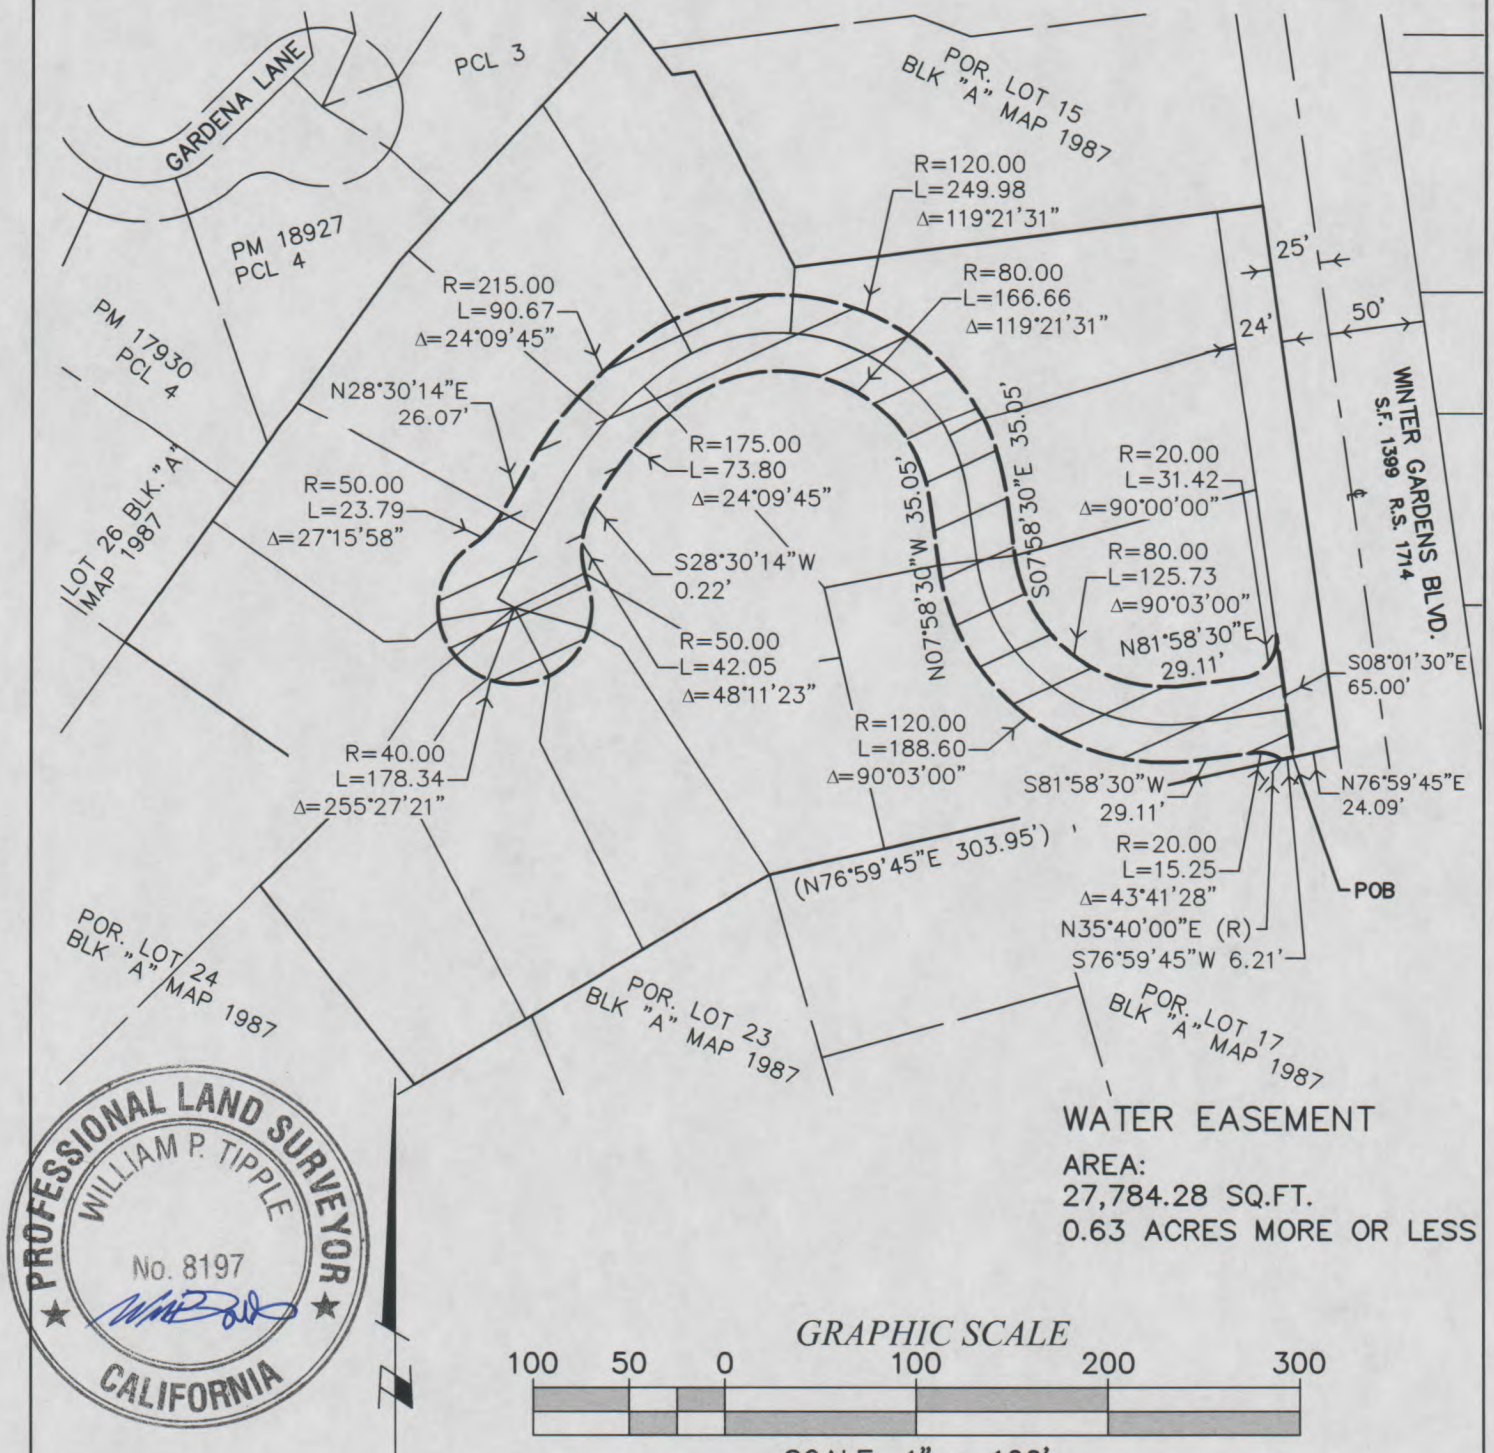 GARDENA LANE
PCL 3
POR. LOT 15
BLK "A" MAP 1987
PM 18927
PCL 4
PM 17930
PCL 4
LOT 26 BLK."A"
MAP 1987
R=120.00
L=249.98
Δ=119°21'31"
R=80.00
L=166.66
Δ=119°21'31"
R=215.00
L=90.67
Δ=24°09'45"
N28°30'14"E
26.07'
R=50.00
L=23.79
Δ=27°15'58"
R=175.00
L=73.80
Δ=24°09'45"
S28°30'14"W
0.22'
R=50.00
L=42.05
Δ=48°11'23"
R=40.00
L=178.34
Δ=255°27'21"
N07°58'30"W 35.05'
S07°58'30"E 35.05'
25'
24'
50'
WINTER GARDENS BLVD.
S.F. 1399 R.S. 1714
R=20.00
L=31.42
Δ=90°00'00"
R=80.00
L=125.73
Δ=90°03'00"
N81°58'30"E
29.11'
S08°01'30"E
65.00'
R=120.00
L=188.60
Δ=90°03'00"
S81°58'30"W
29.11'
N76°59'45"E
24.09'
R=20.00
L=15.25
Δ=43°41'28"
N35°40'00"E (R)
S76°59'45"W 6.21'
POB
(N76°59'45"E 303.95')
POR. LOT 24
BLK "A" MAP 1987
POR. LOT 23
BLK "A" MAP 1987
POR. LOT 17
BLK "A" MAP 1987
WATER EASEMENT
AREA:
27,784.28 SQ.FT.
0.63 ACRES MORE OR LESS
PROFESSIONAL LAND SURVEYOR
WILLIAM P. TIPPLE
No. 8197
CALIFORNIA
GRAPHIC SCALE
100 50 0 100 200 300